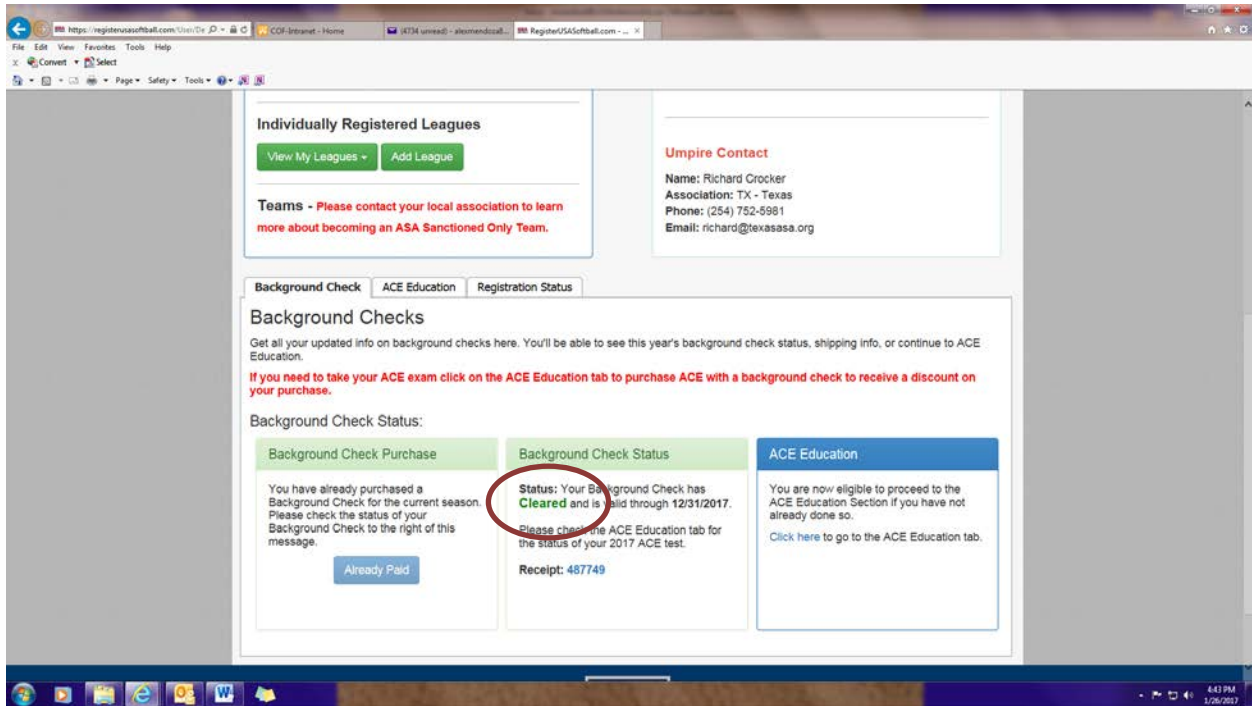 https://registerusasoftball.com/User/De
COF-Intranet - Home
(4734 unread) - alexmendozaB...
RegisterUSASoftball.com - ...
File Edit View Favorites Tools Help
x Convert Select
Page Safety Tools
Individually Registered Leagues
View My Leagues Add League
Teams - Please contact your local association to learn
more about becoming an ASA Sanctioned Only Team.
Umpire Contact
Name: Richard Crocker
Association: TX - Texas
Phone: (254) 752-5981
Email: richard@texasasa.org
Background Check ACE Education Registration Status
Background Checks
Get all your updated info on background checks here. You'll be able to see this year's background check status, shipping info, or continue to ACE
Education.
If you need to take your ACE exam click on the ACE Education tab to purchase ACE with a background check to receive a discount on
your purchase.
Background Check Status:
Background Check Purchase
You have already purchased a
Background Check for the current season.
Please check the status of your
Background Check to the right of this
message.
Already Paid
Background Check Status
Status: Your Background Check has
Cleared and is valid through 12/31/2017.
Please check the ACE Education tab for
the status of your 2017 ACE test.
Receipt: 487749
ACE Education
You are now eligible to proceed to the
ACE Education Section if you have not
already done so.
Click here to go to the ACE Education tab.
4:43 PM
1/26/2017